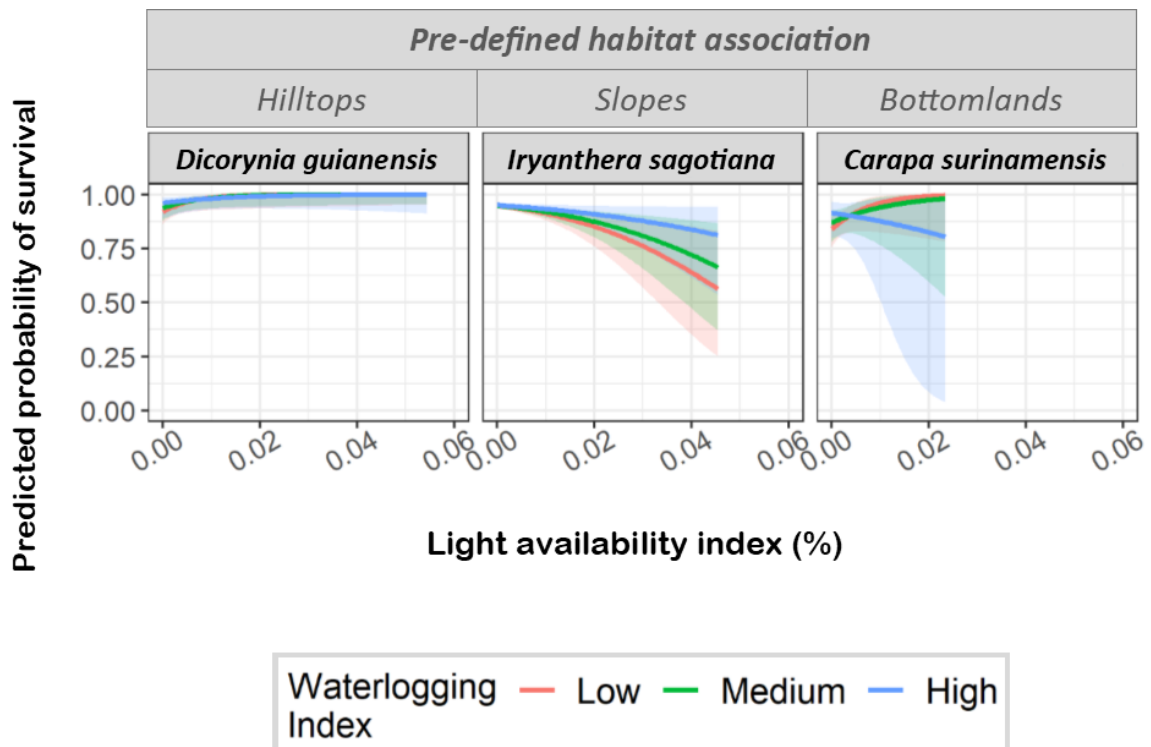 Pre-defined habitat association
Hilltops Slopes Bottomlands
Dicorynia guianensis Iryanthera sagotiana Carapa surinamensis
Predicted probability of survival
1.00
0.75
0.50
0.25
0.00
0.00 0.02 0.04 0.06 0.00 0.02 0.04 0.06 0.00 0.02 0.04 0.06
Light availability index (%)
Waterlogging Low Medium High
Index